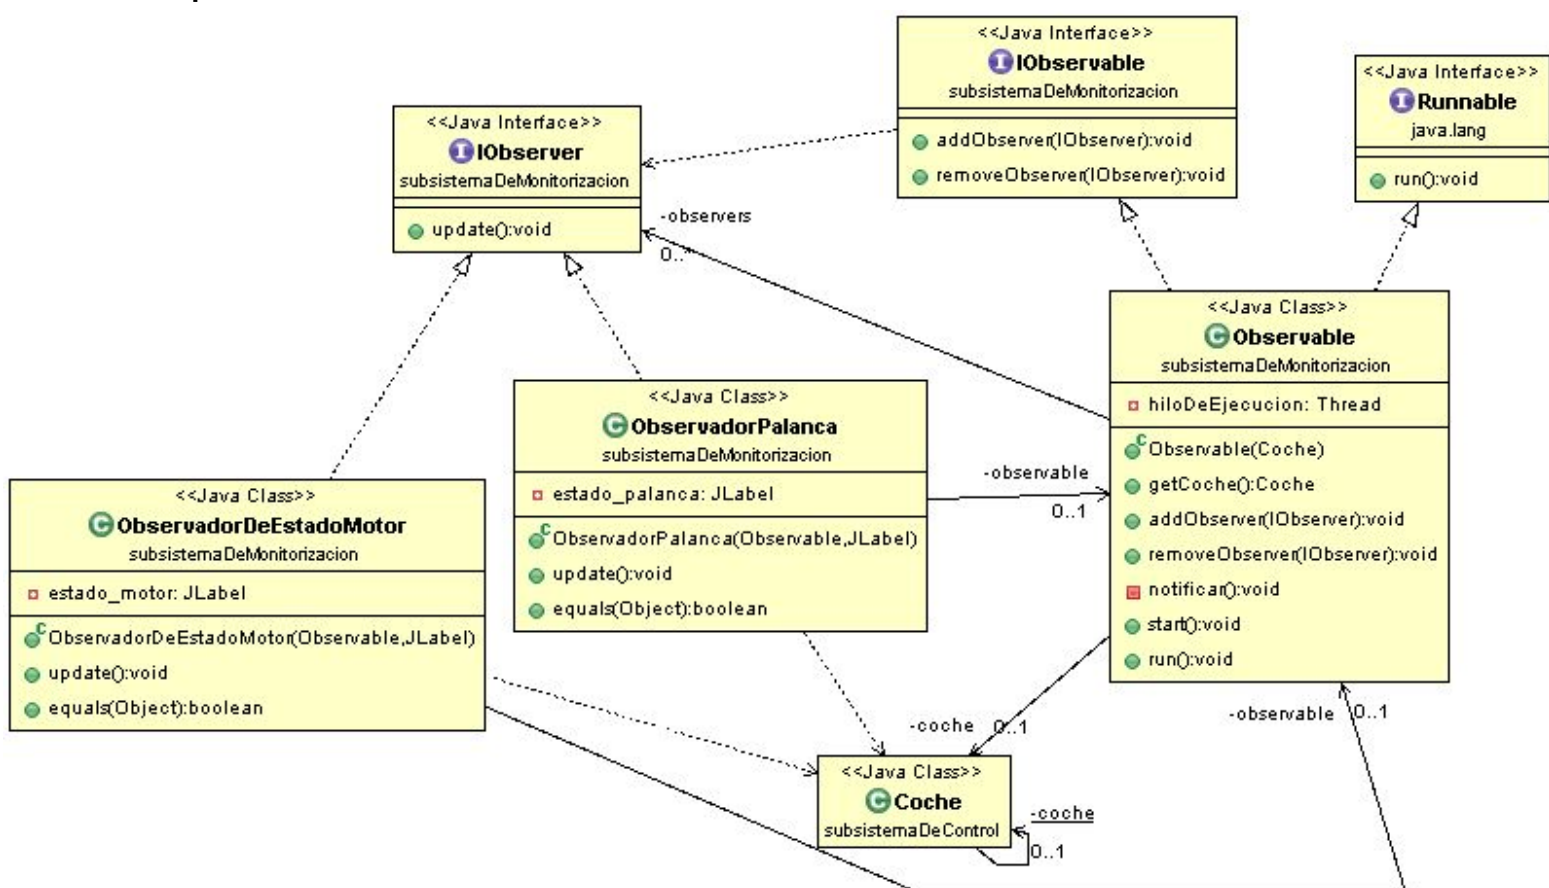 <<Java Interface>>
IObservable
subsistemaDeMonitorizacion
addObserver(IObserver):void
removeObserver(IObserver):void
<<Java Interface>>
Runnable
java.lang
run():void
<<Java Interface>>
IObserver
subsistemaDeMonitorizacion
update():void
-observers
0..*
<<Java Class>>
Observable
subsistemaDeMonitorizacion
hiloDeEjecucion: Thread
Observable(Coche)
getCoche():Coche
addObserver(IObserver):void
removeObserver(IObserver):void
notificar():void
start():void
run():void
<<Java Class>>
ObservadorPalanca
subsistemaDeMonitorizacion
estado_palanca: JLabel
ObservadorPalanca(Observable,JLabel)
update():void
equals(Object):boolean
-observable
0..1
<<Java Class>>
ObservadorDeEstadoMotor
subsistemaDeMonitorizacion
estado_motor: JLabel
ObservadorDeEstadoMotor(Observable,JLabel)
update():void
equals(Object):boolean
-coche
0..1
-observable
0..1
<<Java Class>>
Coche
subsistemaDeControl
-coche
0..1